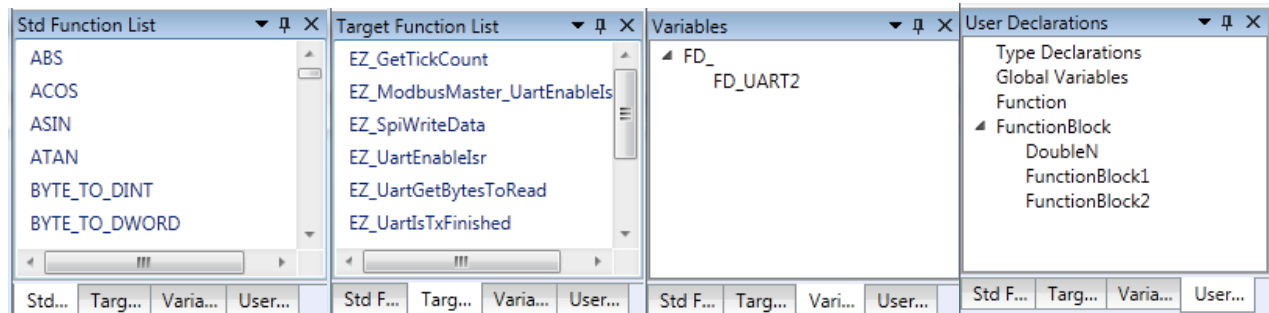 Std Function List
ABS
ACOS
ASIN
ATAN
BYTE_TO_DINT
BYTE_TO_DWORD
Std... Targ... Varia... User...
Target Function List
EZ_GetTickCount
EZ_ModbusMaster_UartEnableIs
EZ_SpiWriteData
EZ_UartEnableIsr
EZ_UartGetBytesToRead
EZ_UartIsTxFinished
Std F... Targ... Varia... User...
Variables
FD_
FD_UART2
Std F... Targ... Vari... User...
User Declarations
Type Declarations
Global Variables
Function
FunctionBlock
DoubleN
FunctionBlock1
FunctionBlock2
Std F... Targ... Varia... User...